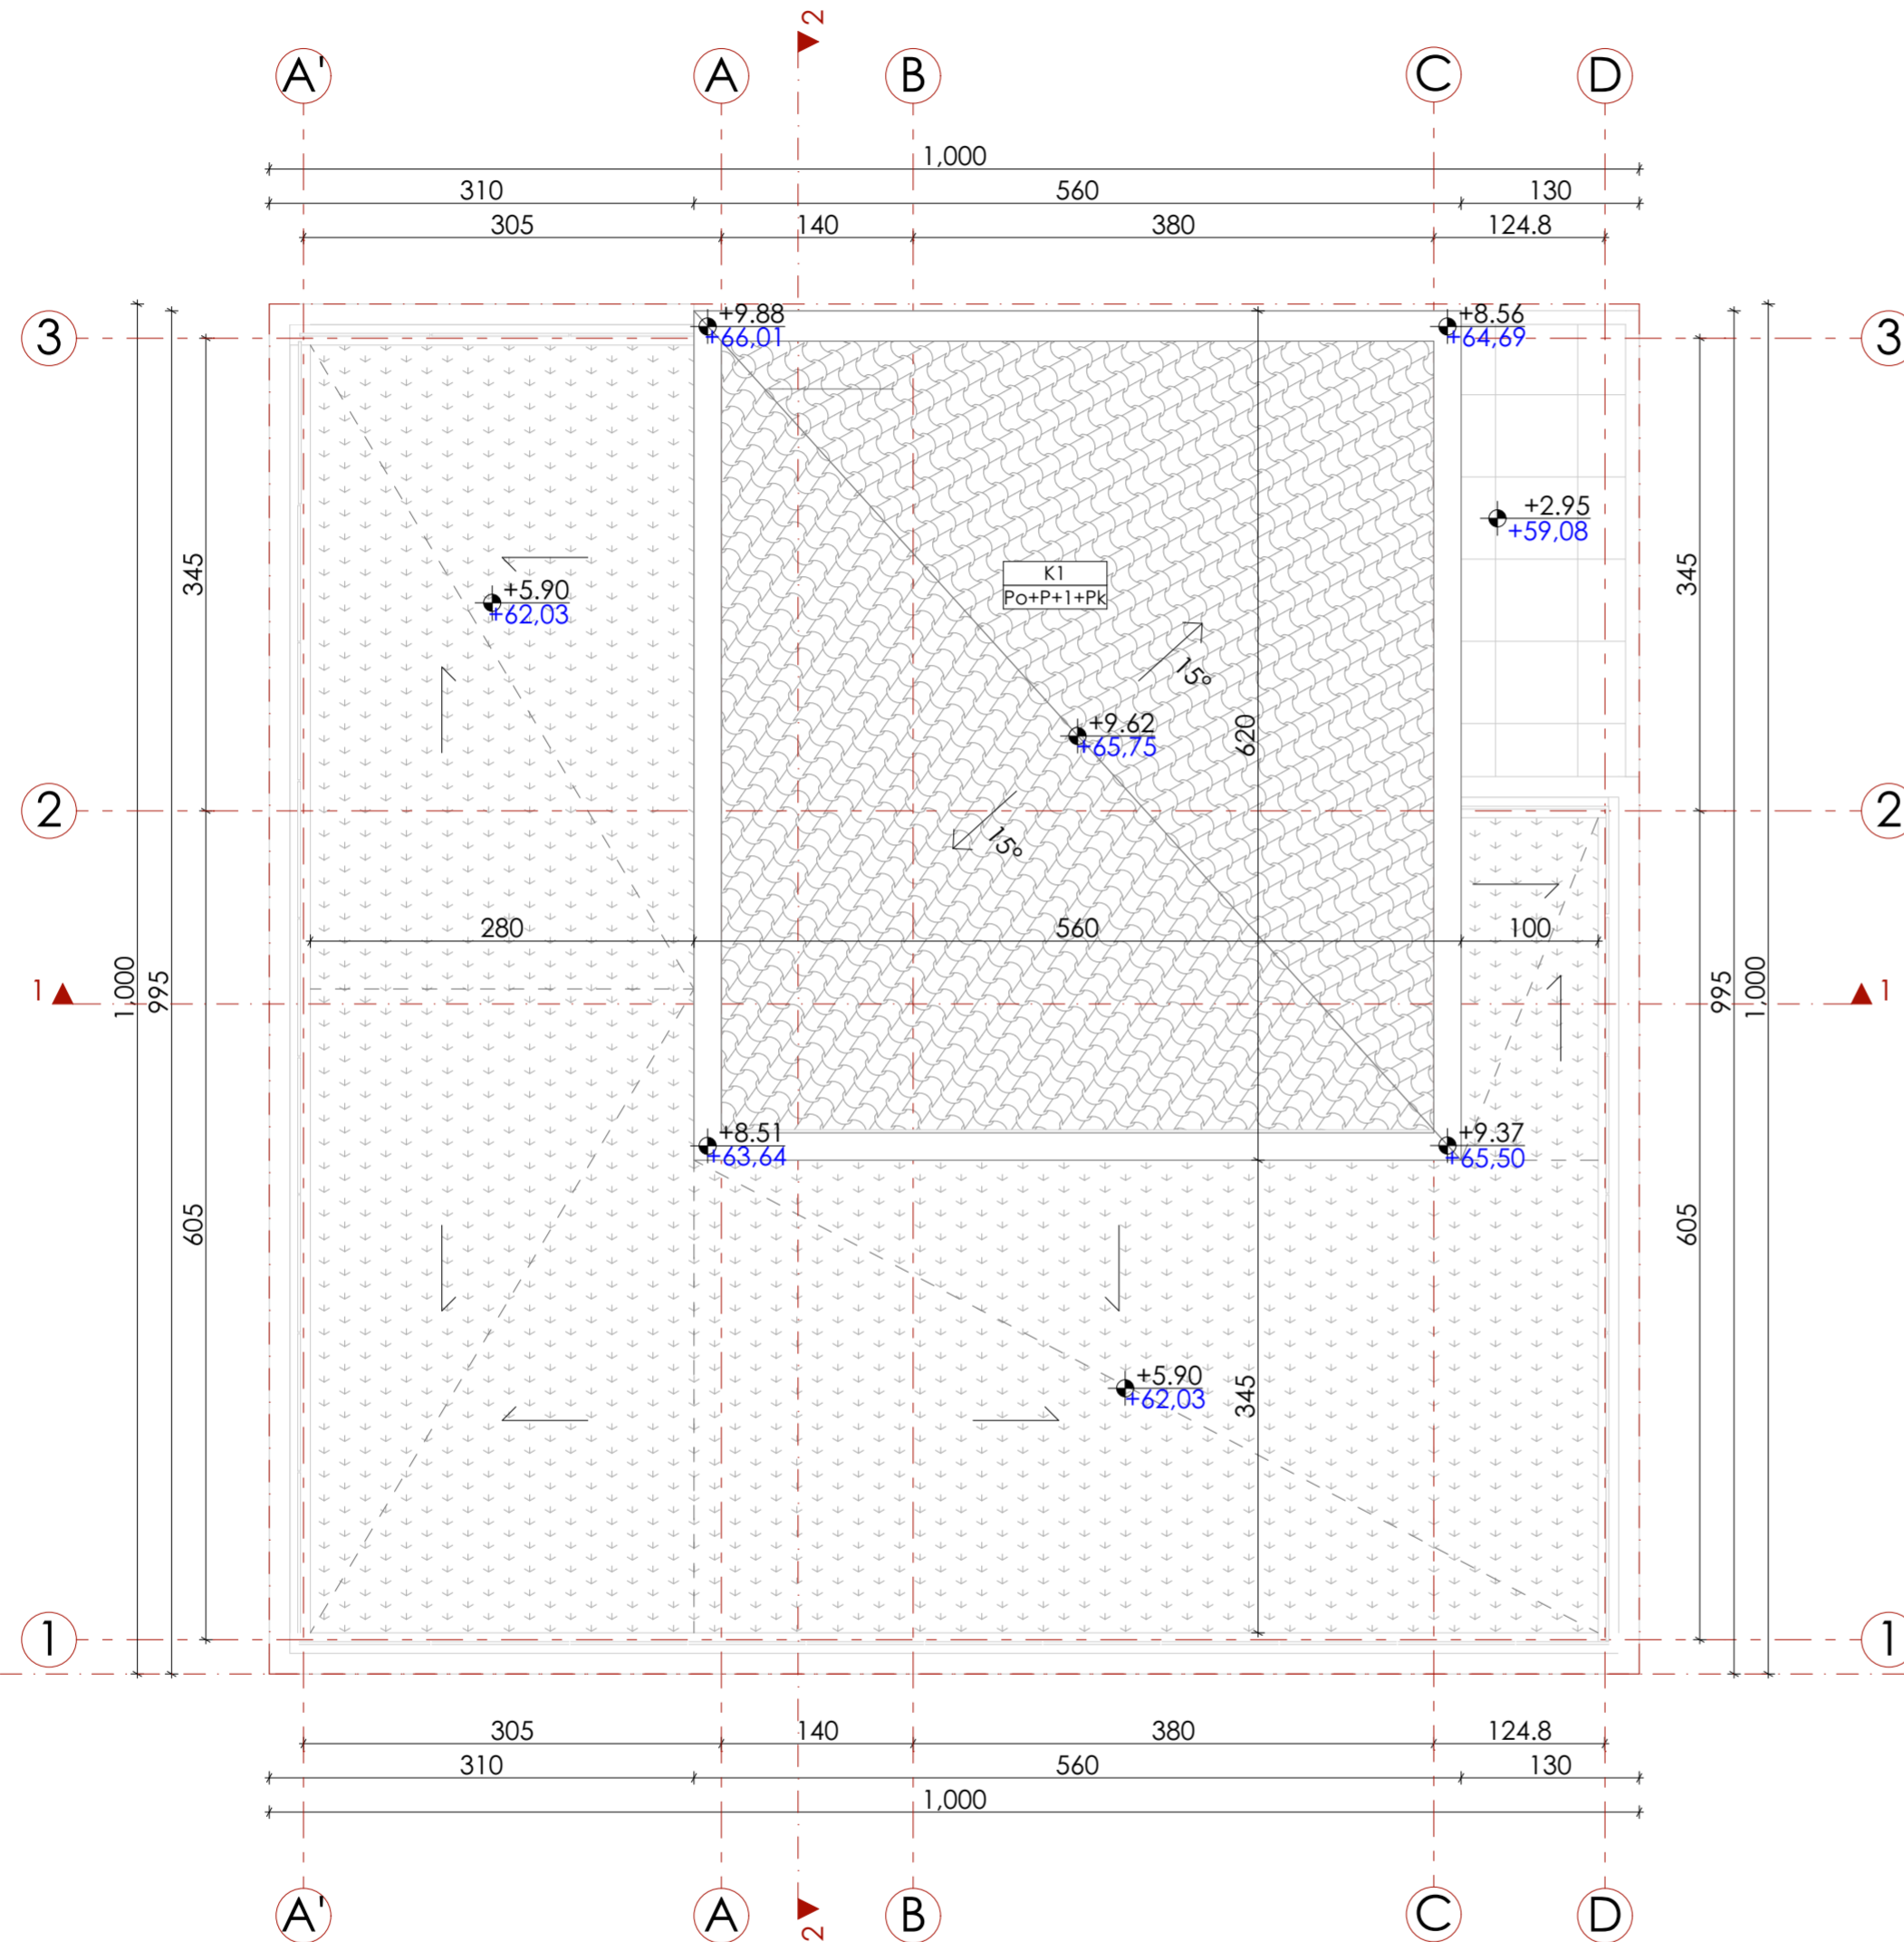 2
A' A B C D
1,000
310 560 130
305 140 380 124.8
+9.88 +8.56
+66,01 +64,69
3 3
+2.95
+59,08
K1
Po+P+1+Pk
345 345
+5.90
+62,03
15°
+9.62
+65,75
620
2 2
15°
280 560 100
1 1
1,000 995 995 1,000
+8.51 +9.37
+63,64 +65,50
605 605
+5.90
+62,03
345
1 1
305 140 380 124.8
310 560 130
1,000
A' A B C D
2